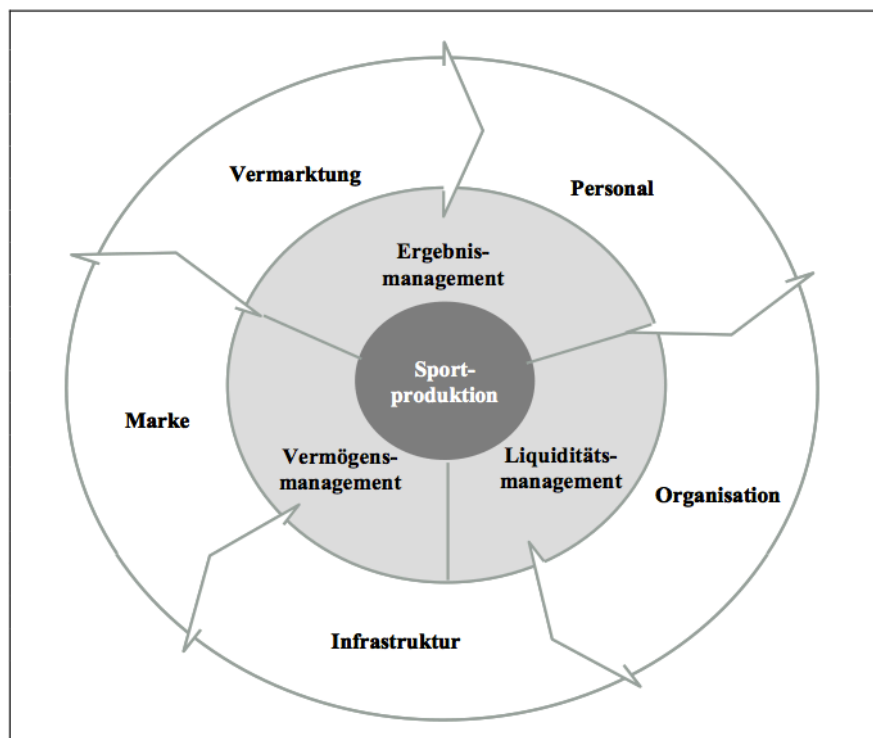 Vermarktung
Personal
Ergebnis-
management
Sport-
produktion
Marke
Vermögens-
management
Liquiditäts-
management
Organisation
Infrastruktur